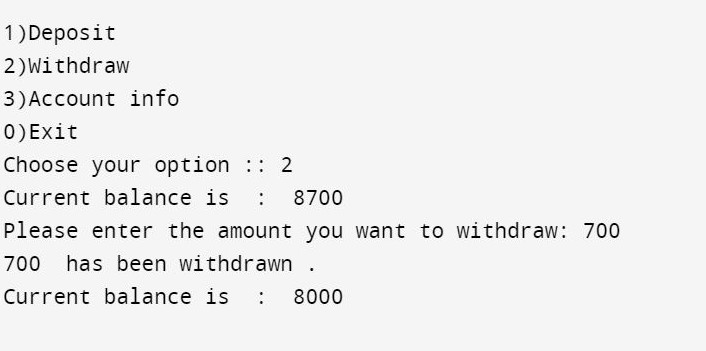 1)Deposit
2)Withdraw
3)Account info
0)Exit
Choose your option :: 2
Current balance is  :  8700
Please enter the amount you want to withdraw: 700
700  has been withdrawn .
Current balance is  :  8000